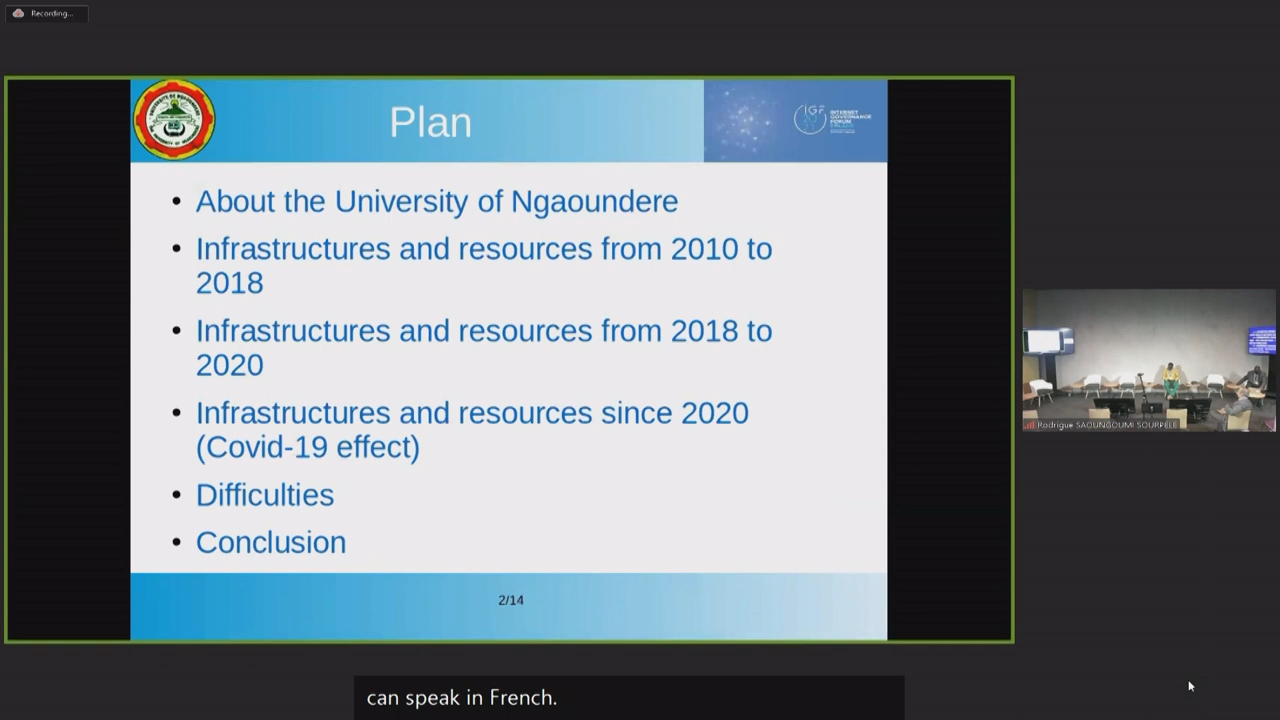 Recording...
Plan
IGF
INTERNET
GOVERNANCE
FORUM
• About the University of Ngaoundere
• Infrastructures and resources from 2010 to
2018
• Infrastructures and resources from 2018 to
2020
• Infrastructures and resources since 2020
(Covid-19 effect)
• Difficulties
• Conclusion
2/14
Rodrigue SAOUNGOUMI SOURPELE
can speak in French.